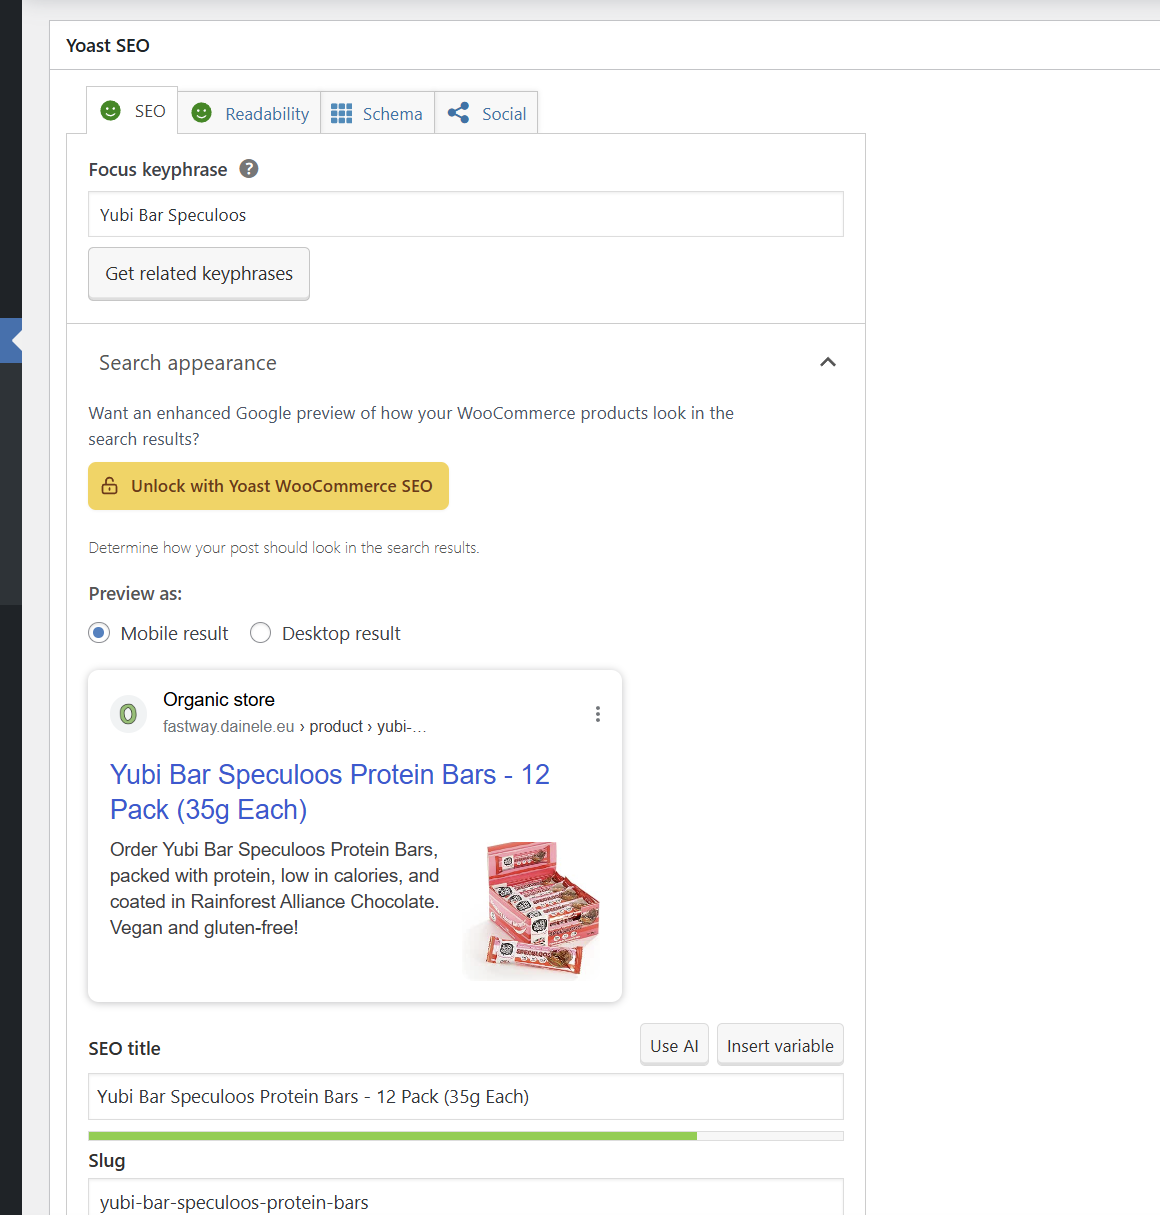 Yoast SEO
SEO
Readability
Schema
Social
Focus keyphrase
?
Yubi Bar Speculoos
Get related keyphrases
Search appearance
Want an enhanced Google preview of how your WooCommerce products look in the
search results?
Unlock with Yoast WooCommerce SEO
Determine how your post should look in the search results.
Preview as:
Mobile result
Desktop result
Organic store
fastway.dainele.eu › product › yubi-…
Yubi Bar Speculoos Protein Bars - 12
Pack (35g Each)
Order Yubi Bar Speculoos Protein Bars,
packed with protein, low in calories, and
coated in Rainforest Alliance Chocolate.
Vegan and gluten-free!
SPECULOOS
SEO title
Use AI
Insert variable
Yubi Bar Speculoos Protein Bars - 12 Pack (35g Each)
Slug
yubi-bar-speculoos-protein-bars